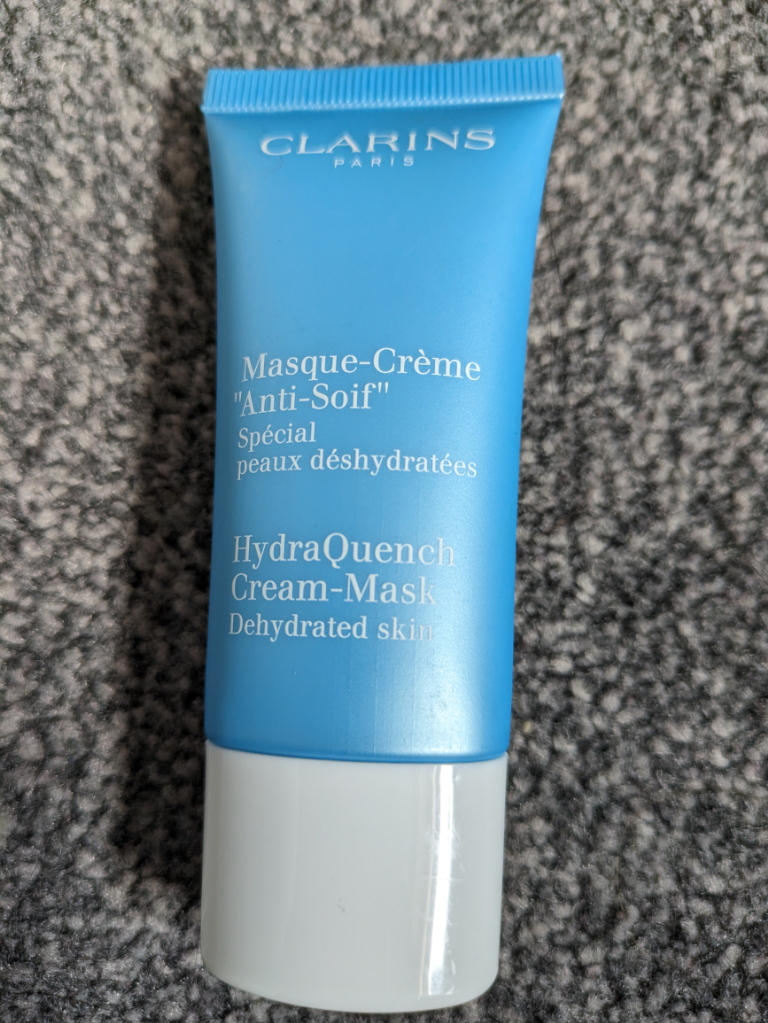 CLARINS
PARIS
Masque-Crème
"Anti-Soif"
Spécial
peaux déshydratées
HydraQuench
Cream-Mask
Dehydrated skin